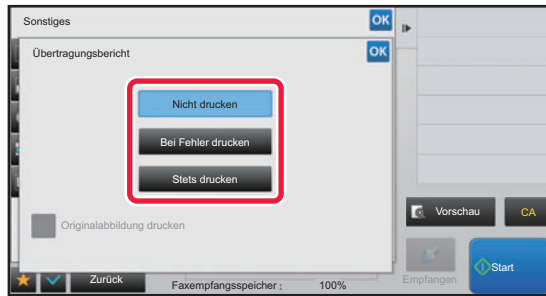 Sonstiges
OK
Übertragungsbericht
OK
Nicht drucken
Bei Fehler drucken
Stets drucken
Originalabbildung drucken
Vorschau
CA
Zurück
Faxempfangsspeicher : 100%
Empfangen
Start